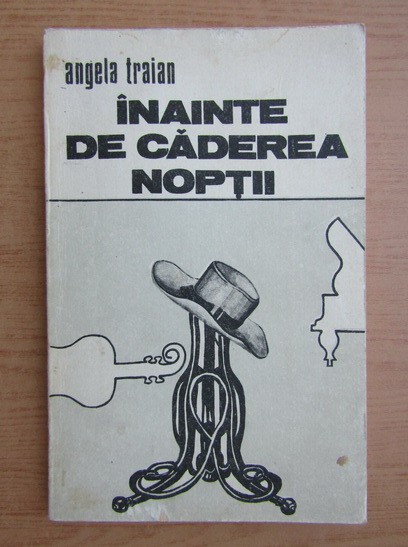 angela traian
ÎNAINTE
DE CĂDEREA
NOPȚII